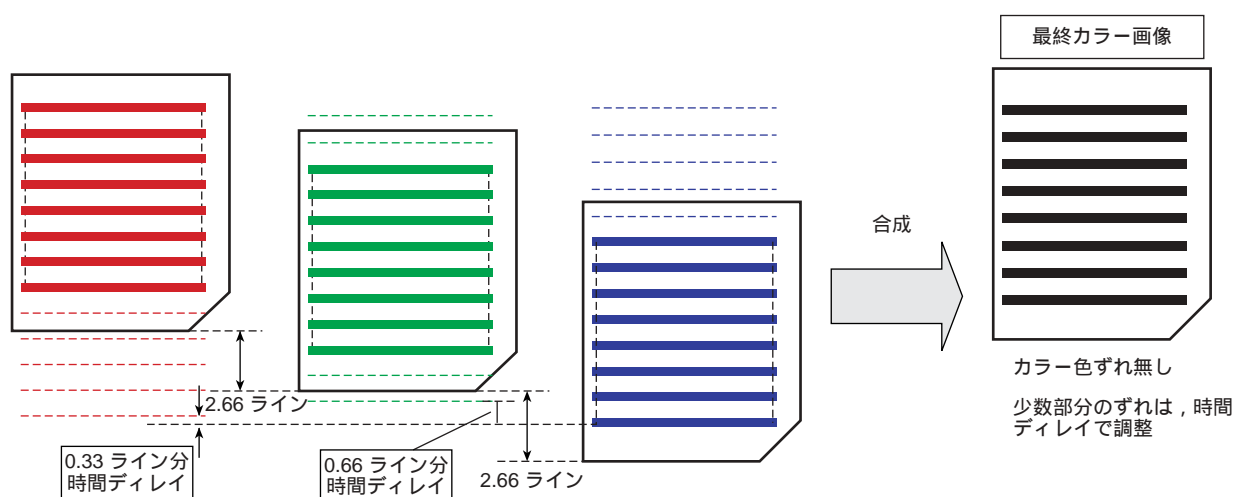 最終カラー画像
合成
カラー色ずれ無し
少数部分のずれは，時間
ディレイで調整
2.66 ライン
0.33 ライン分
時間ディレイ
0.66 ライン分
時間ディレイ
2.66 ライン